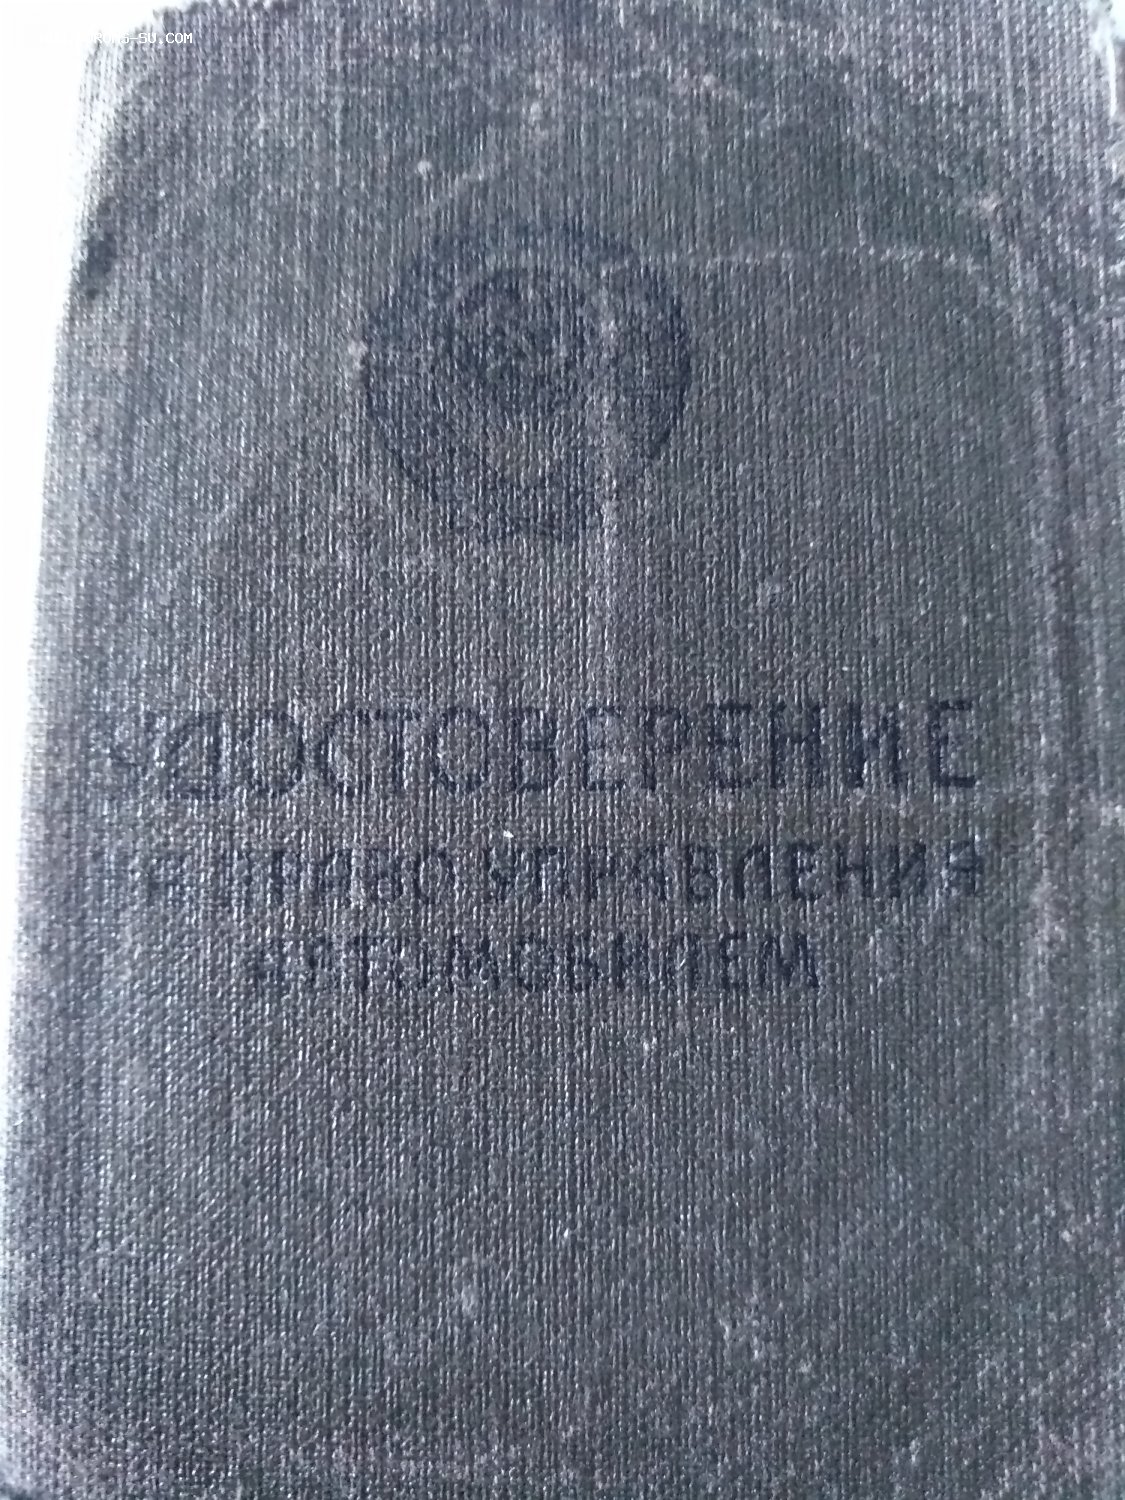 УДОСТОВЕРЕНИЕ
НА ПРАВО УПРАВЛЕНИЯ
АВТОМОБИЛЕМ